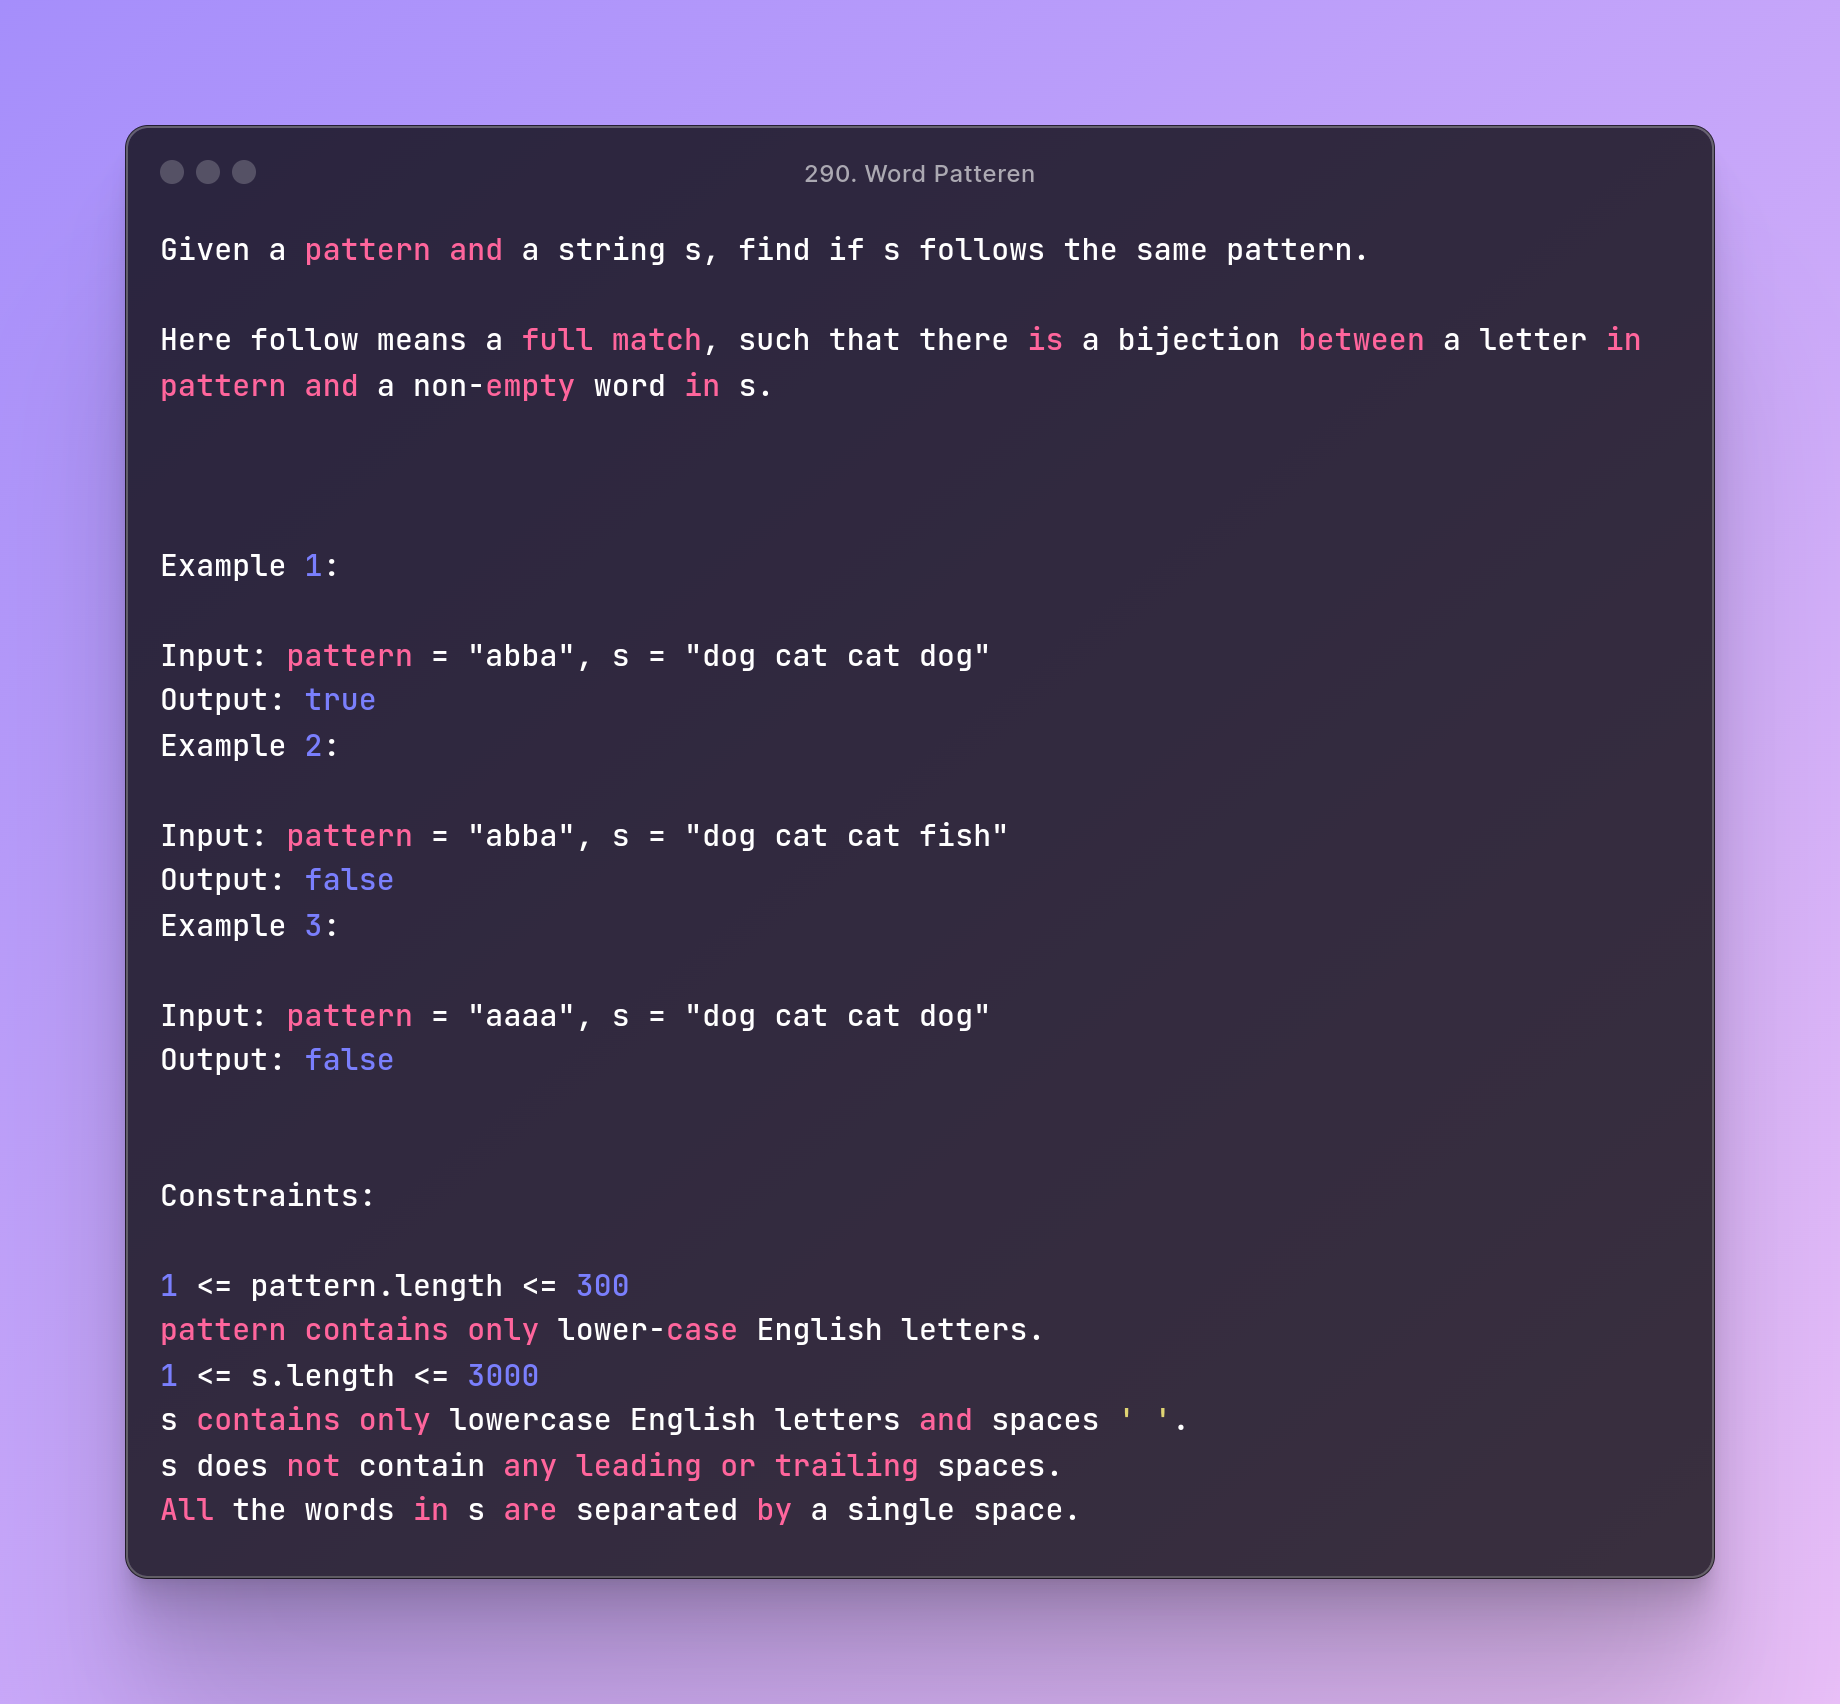 290. Word Patteren
Given a pattern and a string s, find if s follows the same pattern.
Here follow means a full match, such that there is a bijection between a letter in
pattern and a non-empty word in s.
Example 1:
Input: pattern = "abba", s = "dog cat cat dog"
Output: true
Example 2:
Input: pattern = "abba", s = "dog cat cat fish"
Output: false
Example 3:
Input: pattern = "aaaa", s = "dog cat cat dog"
Output: false
Constraints:
1 <= pattern.length <= 300
pattern contains only lower-case English letters.
1 <= s.length <= 3000
s contains only lowercase English letters and spaces ' '.
s does not contain any leading or trailing spaces.
All the words in s are separated by a single space.